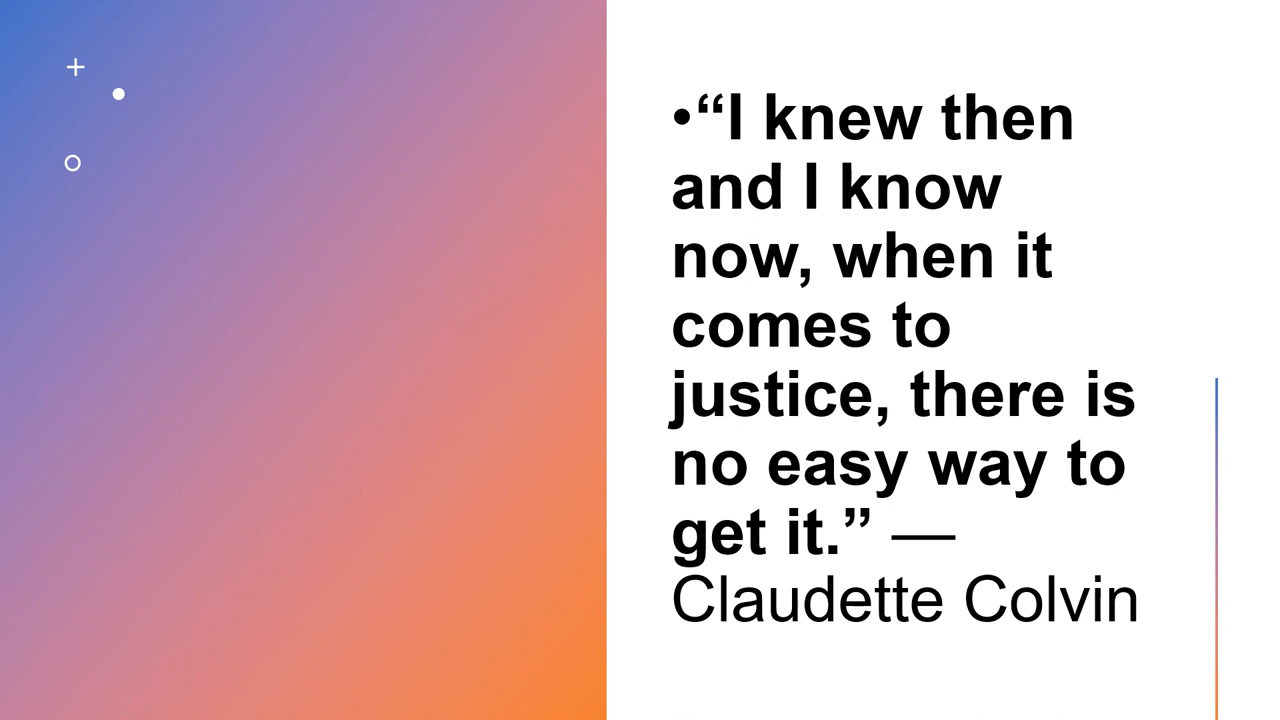 •“I knew then
and I know
now, when it
comes to
justice, there is
no easy way to
get it.” —
Claudette Colvin